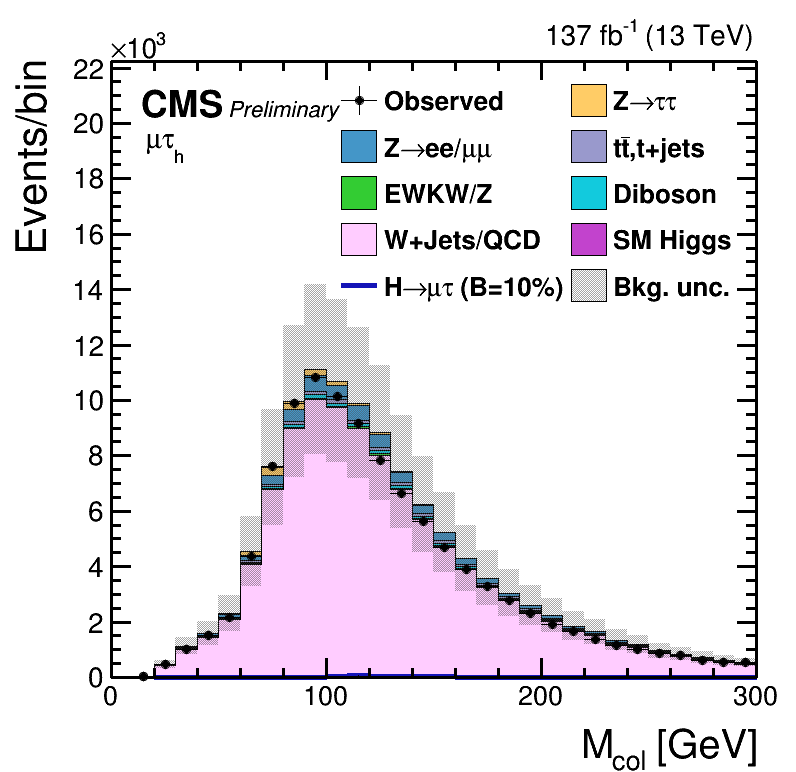 ×10³
137 fb⁻¹ (13 TeV)
Events/bin
22
20
18
16
14
12
10
8
6
4
2
0
CMS Preliminary
μτₕ
Observed
Z→ττ
Z→ee/μμ
tt̄,t+jets
EWKW/Z
Diboson
W+Jets/QCD
SM Higgs
H→μτ (B=10%)
Bkg. unc.
0 100 200 300
M_col [GeV]